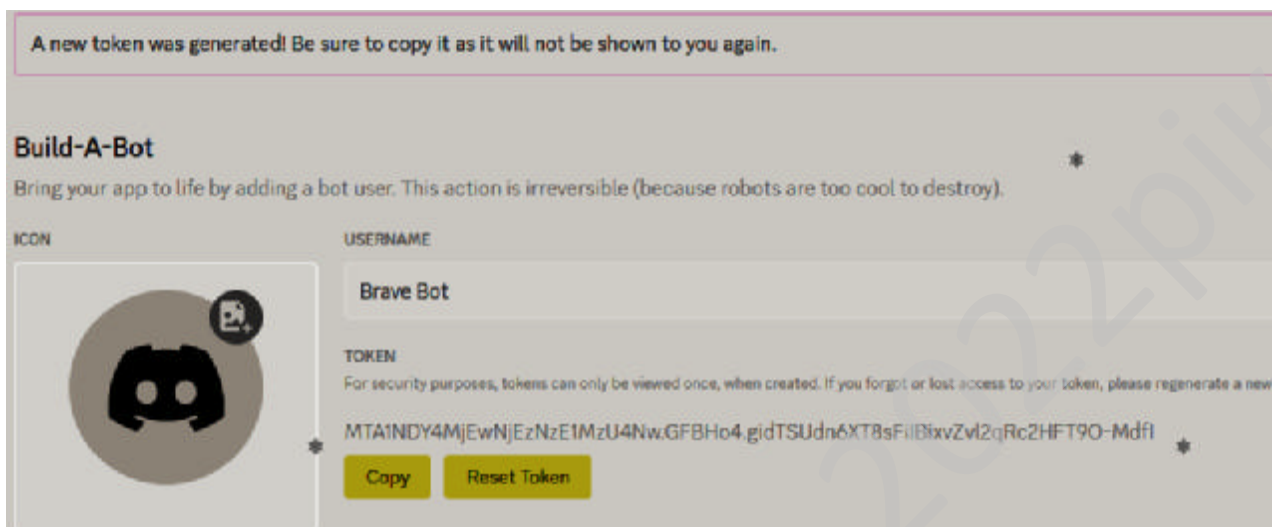 A new token was generated! Be sure to copy it as it will not be shown to you again.
Build-A-Bot
Bring your app to life by adding a bot user. This action is irreversible (because robots are too cool to destroy).
ICON
USERNAME
Brave Bot
TOKEN
For security purposes, tokens can only be viewed once, when created. If you forgot or lost access to your token, please regenerate a new
Copy
Reset Token